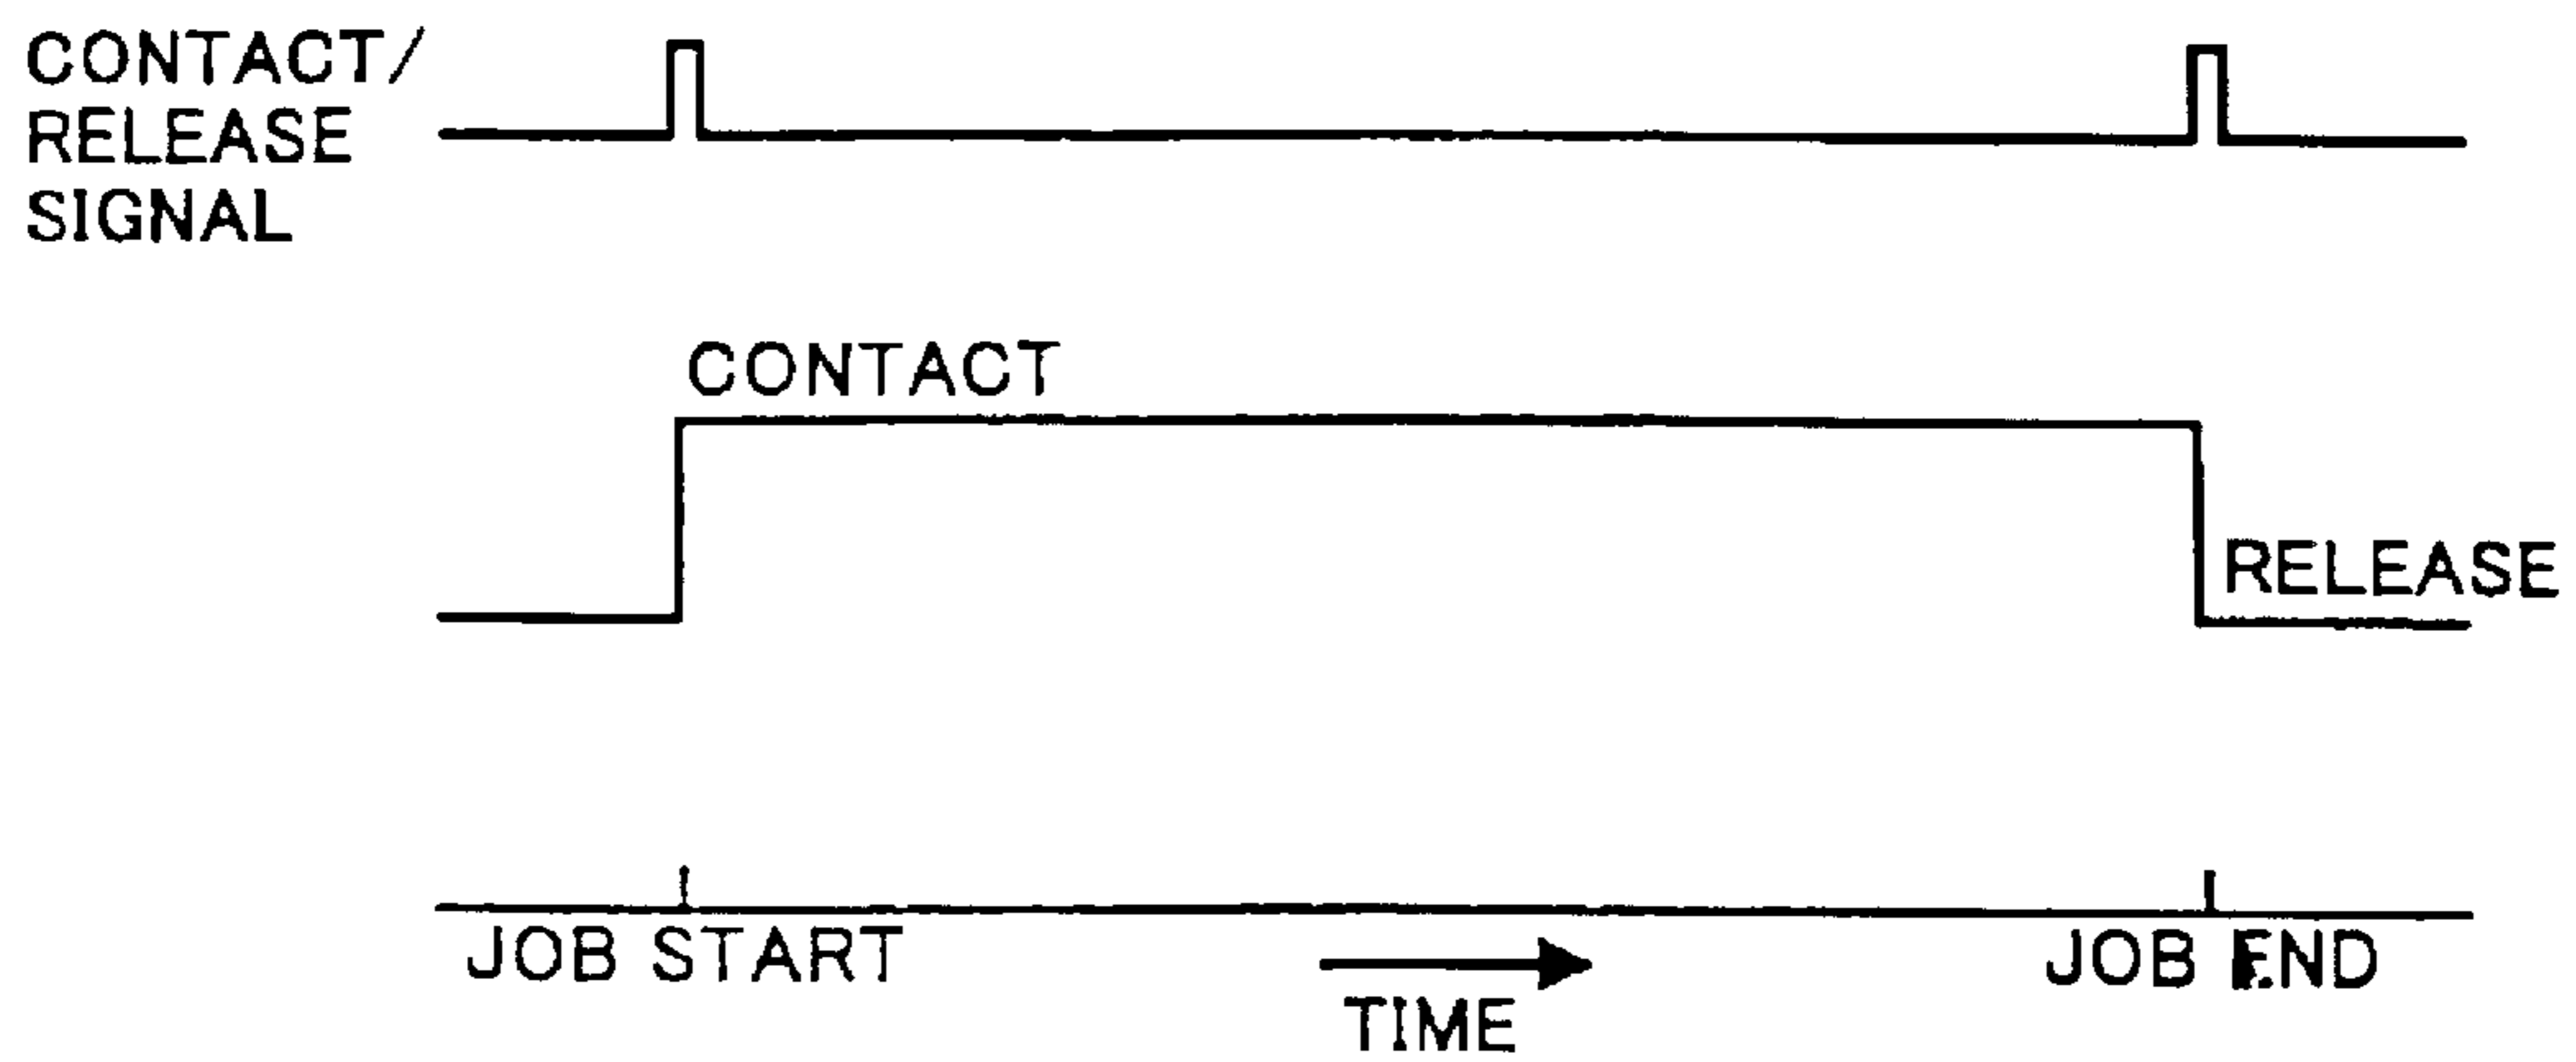 CONTACT/
RELEASE
SIGNAL
CONTACT
RELEASE
JOB START
JOB END
TIME